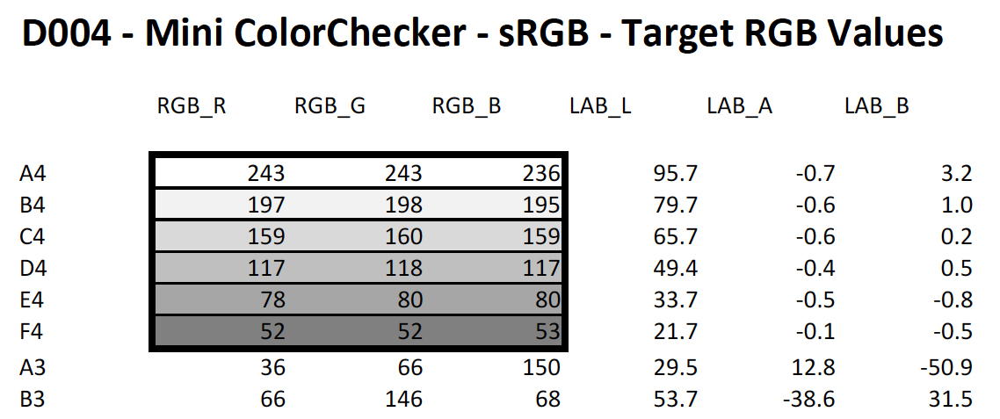 D004 - Mini ColorChecker - sRGB - Target RGB Values
RGB_R RGB_G RGB_B LAB_L LAB_A LAB_B
A4 243 243 236 95.7 -0.7 3.2
B4 197 198 195 79.7 -0.6 1.0
C4 159 160 159 65.7 -0.6 0.2
D4 117 118 117 49.4 -0.4 0.5
E4 78 80 80 33.7 -0.5 -0.8
F4 52 52 53 21.7 -0.1 -0.5
A3 36 66 150 29.5 12.8 -50.9
B3 66 146 68 53.7 -38.6 31.5